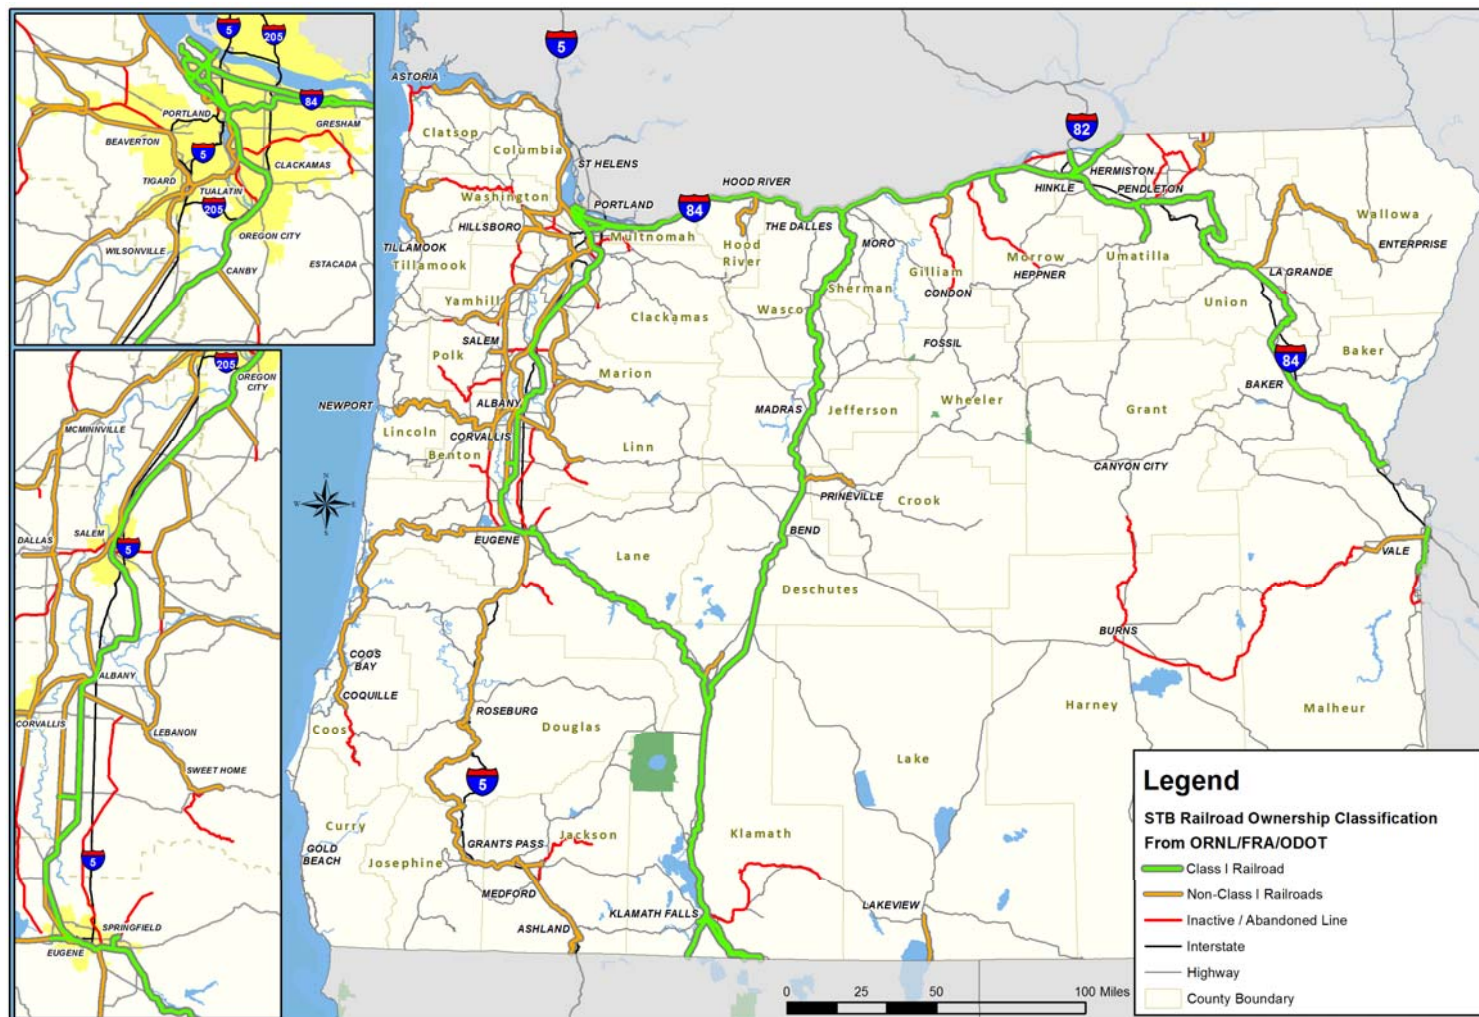 5
205
84
PORTLAND
GRESHAM
BEAVERTON
5
CLACKAMAS
TIGARD
TUALATIN
205
OREGON CITY
WILSONVILLE
ESTACADA
CANBY
205
OREGON
CITY
MCMINNVILLE
SALEM
DALLAS
5
ALBANY
CORVALLIS
LEBANON
SWEET HOME
5
SPRINGFIELD
EUGENE
5
ASTORIA
82
Clatsop
Columbia
ST HELENS
HERMISTON
HOOD RIVER
HINKLE
PENDLETON
Washington
PORTLAND
84
Wallowa
HILLSBORO
Multnomah
THE DALLES
TILLAMOOK
Tillamook
Hood
River
MORO
Morrow
Umatilla
ENTERPRISE
Gilliam
HEPPNER
LA GRANDE
Sherman
CONDON
Yamhill
Wasco
Union
Clackamas
SALEM
FOSSIL
Polk
84
Baker
Marion
BAKER
NEWPORT
ALBANY
MADRAS
Jefferson
Wheeler
Grant
Lincoln
CORVALLIS
Benton
Linn
CANYON CITY
PRINEVILLE
Crook
EUGENE
BEND
VALE
Lane
Deschutes
BURNS
COOS
BAY
COQUILLE
ROSEBURG
Douglas
Harney
Malheur
Coos
Lake
5
Curry
GOLD
BEACH
Josephine
GRANTS PASS
Jackson
Klamath
MEDFORD
KLAMATH FALLS
LAKEVIEW
ASHLAND
N
W
E
S
0
25
50
100 Miles
Legend
STB Railroad Ownership Classification
From ORNL/FRA/ODOT
Class I Railroad
Non-Class I Railroads
Inactive / Abandoned Line
Interstate
Highway
County Boundary